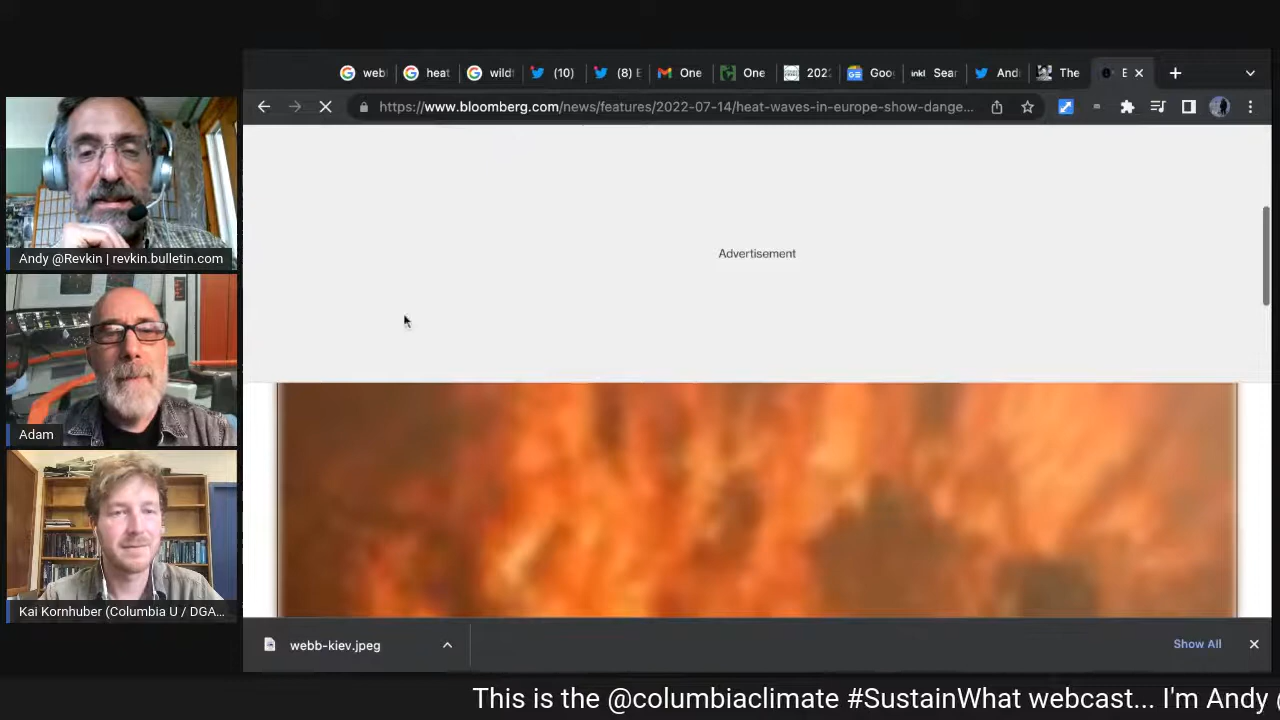 web
heat
wild
(10)
(8) E
One
One
202
Goo
inkl
Sear
And
The
E
https://www.bloomberg.com/news/features/2022-07-14/heat-waves-in-europe-show-dange...
Andy @Revkin | revkin.bulletin.com
Adam
Kai Kornhuber (Columbia U / DGA...
Advertisement
webb-kiev.jpeg
Show All
This is the @columbiaclimate #SustainWhat webcast... I'm Andy